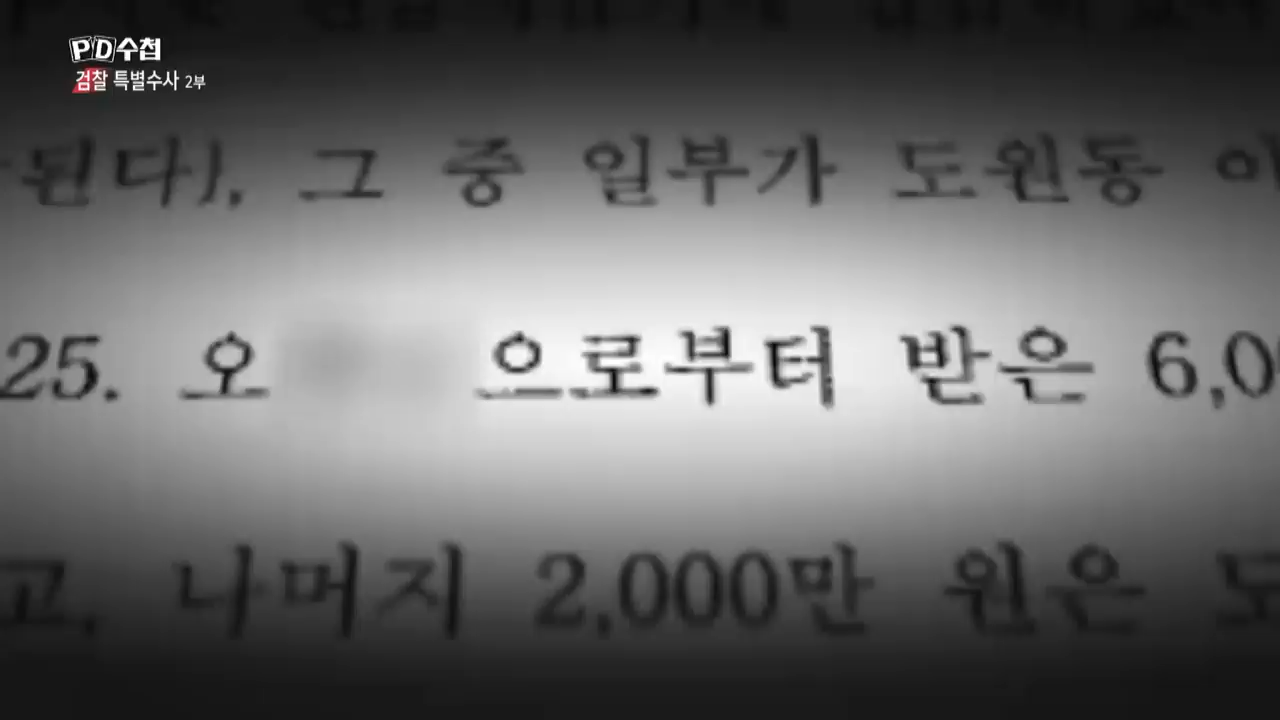 PD수첩
검찰 특별수사 2부
된다), 그 중 일부가 도원동
25. 오 으로부터 받은 6,0
고, 나머지 2,000만 원은